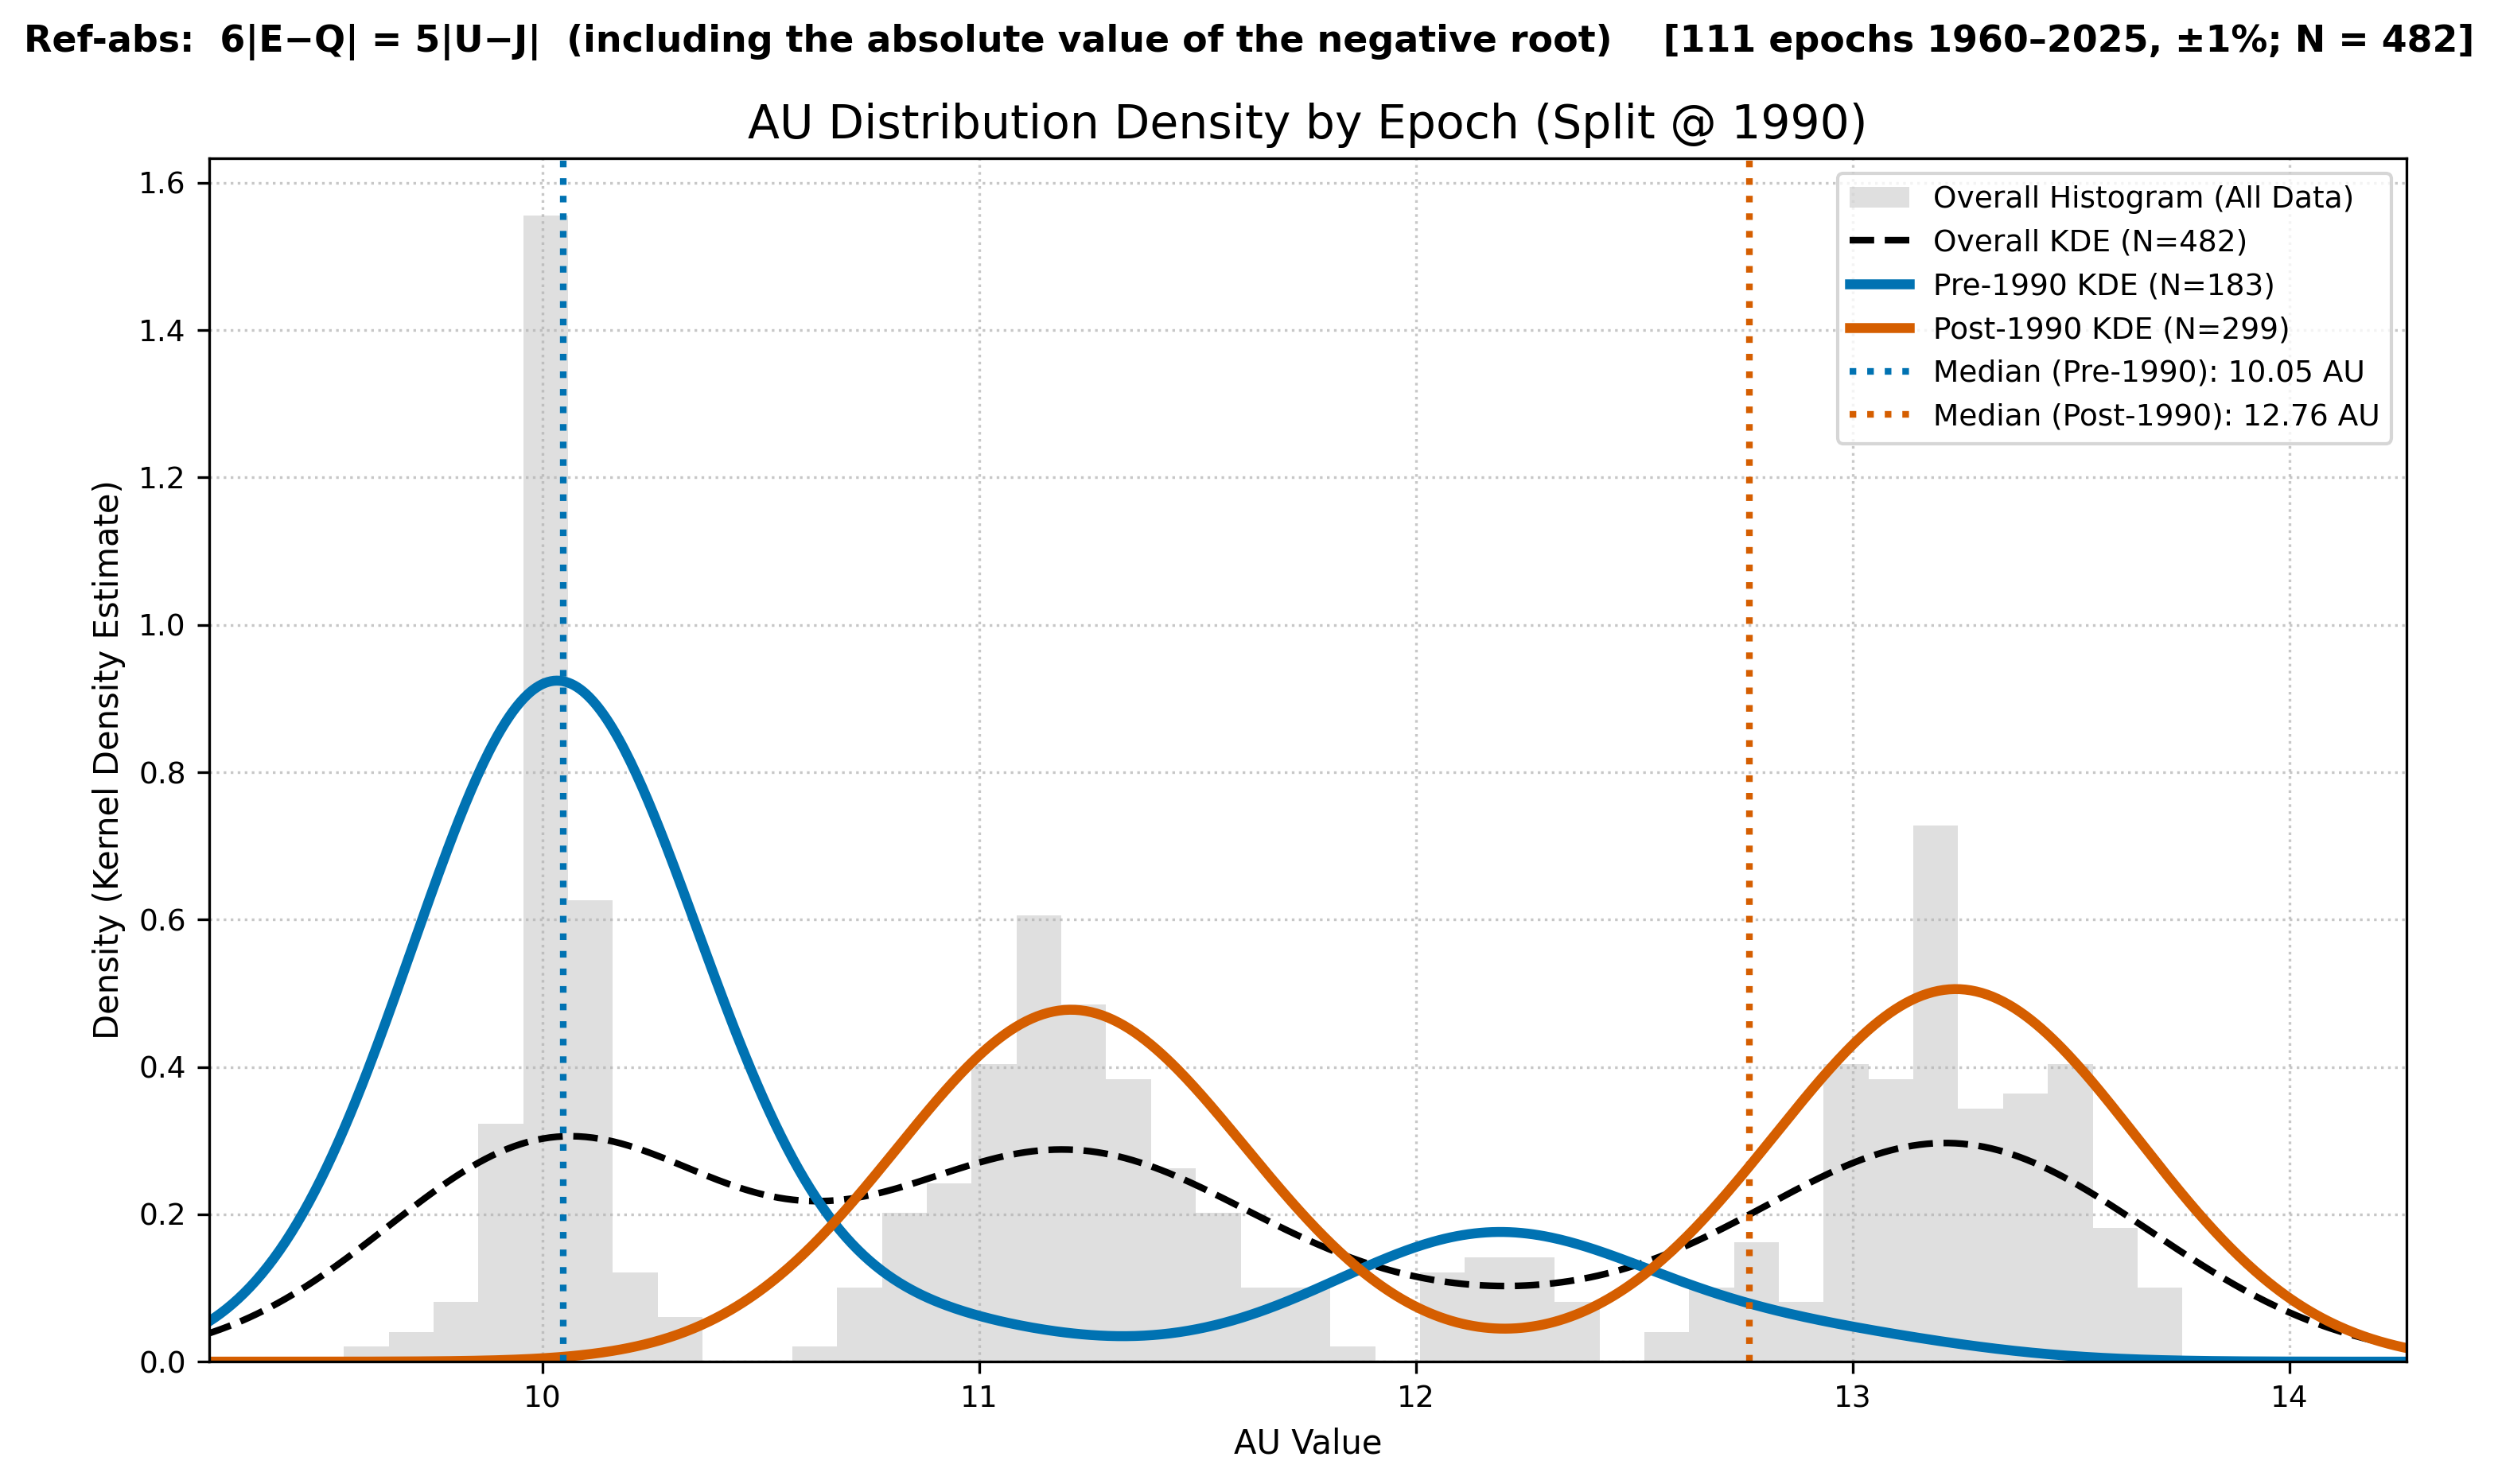 Ref-abs:  6|E−Q| = 5|U−J|  (including the absolute value of the negative root)    [111 epochs 1960–2025, ±1%; N = 482]
AU Distribution Density by Epoch (Split @ 1990)
Overall Histogram (All Data)
Overall KDE (N=482)
Pre-1990 KDE (N=183)
Post-1990 KDE (N=299)
Median (Pre-1990): 10.05 AU
Median (Post-1990): 12.76 AU
Density (Kernel Density Estimate)
1.6
1.4
1.2
1.0
0.8
0.6
0.4
0.2
0.0
10
11
12
13
14
AU Value